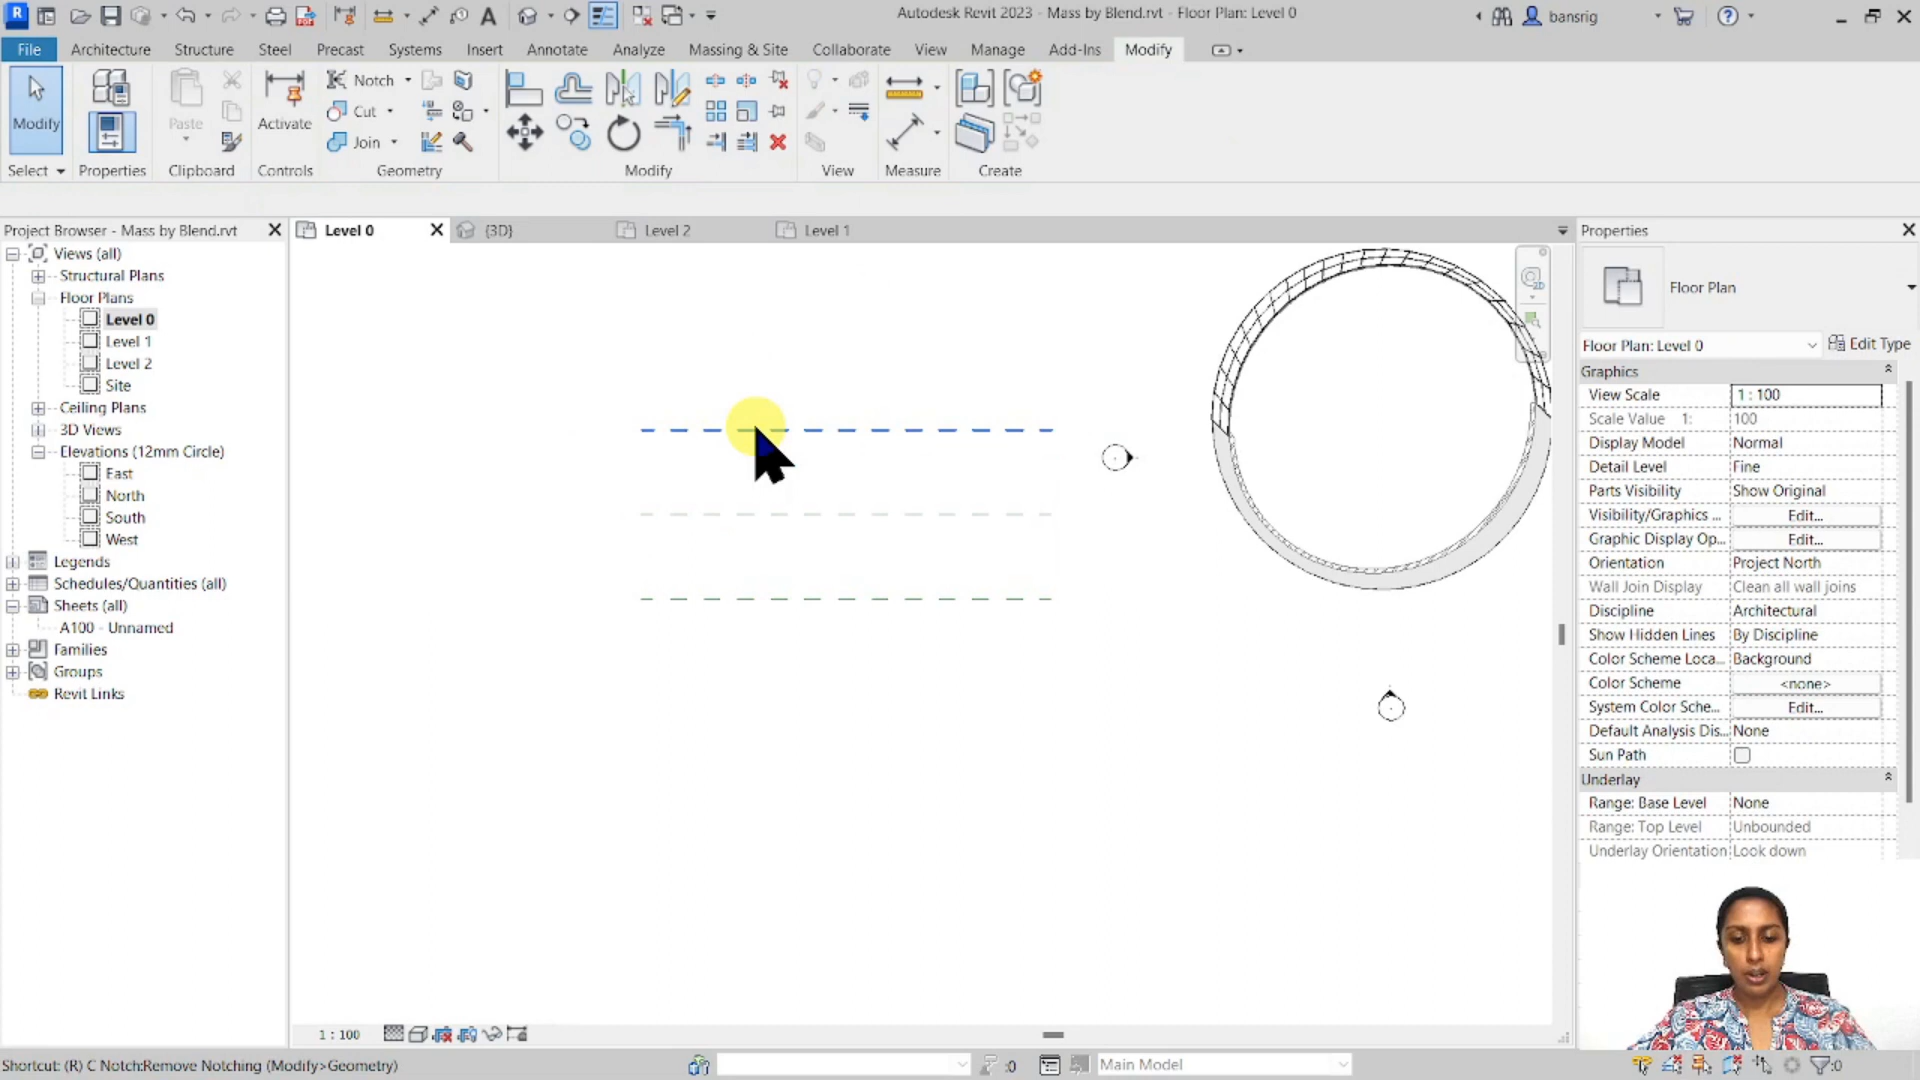 Autodesk Revit 2023 - Mass by Blend.rvt - Floor Plan: Level 0
bansrig
File Architecture Structure Steel Precast Systems Insert Annotate Analyze Massing & Site Collaborate View Manage Add-Ins Modify
Modify
Paste
Activate
Notch
Cut
Join
Select Properties Clipboard Controls Geometry Modify View Measure Create
Project Browser - Mass by Blend.rvt
Level 0
{3D}
Level 2
Level 1
Properties
Views (all)
Structural Plans
Floor Plans
Level 0
Level 1
Level 2
Site
Ceiling Plans
3D Views
Elevations (12mm Circle)
East
North
South
West
Legends
Schedules/Quantities (all)
Sheets (all)
A100 - Unnamed
Families
Groups
Revit Links
Floor Plan
Floor Plan: Level 0 Edit Type
Graphics
View Scale 1 : 100
Scale Value 1: 100
Display Model Normal
Detail Level Fine
Parts Visibility Show Original
Visibility/Graphics ... Edit...
Graphic Display Op... Edit...
Orientation Project North
Wall Join Display Clean all wall joins
Discipline Architectural
Show Hidden Lines By Discipline
Color Scheme Loca... Background
Color Scheme <none>
System Color Sche... Edit...
Default Analysis Dis... None
Sun Path
Underlay
Range: Base Level None
Range: Top Level Unbounded
Underlay Orientation Look down
1 : 100
Shortcut: (R) C Notch:Remove Notching (Modify>Geometry)
:0
Main Model
:0